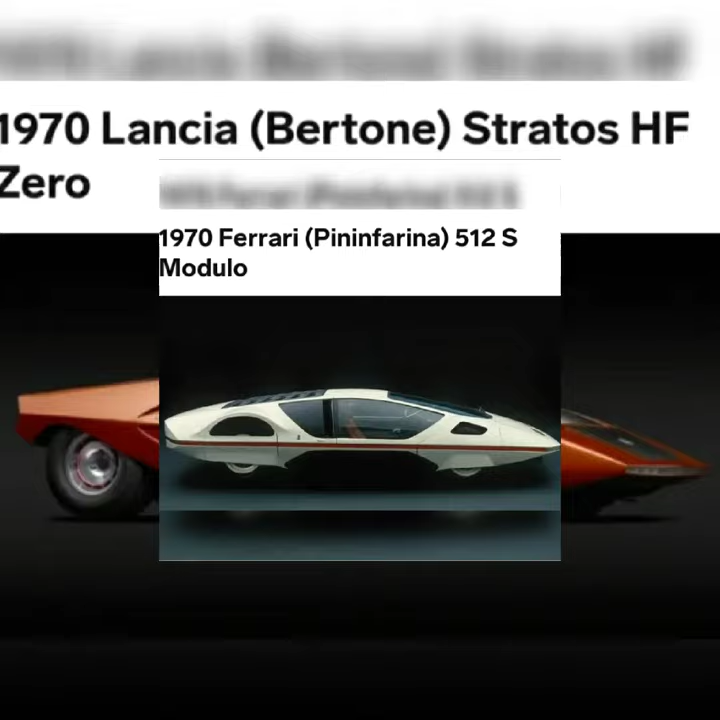 1970 Lancia (Bertone) Stratos HF
Zero
1970 Ferrari (Pininfarina) 512 S
Modulo